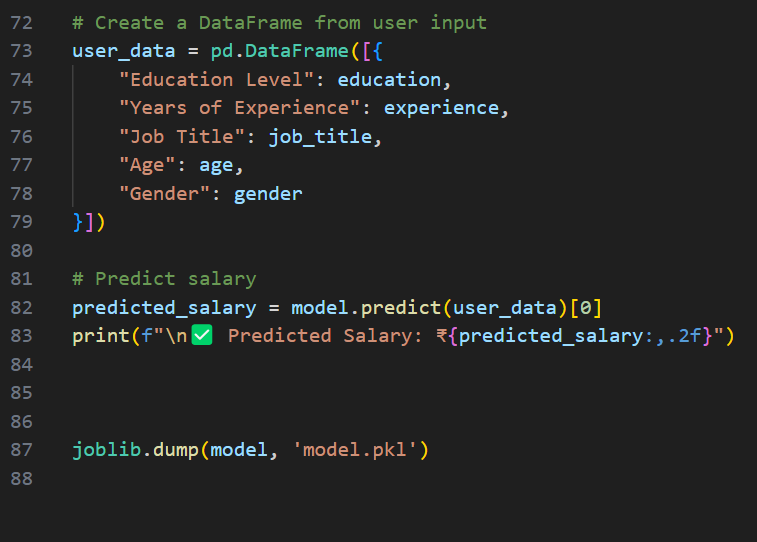 72 # Create a DataFrame from user input
73 user_data = pd.DataFrame([{
74     "Education Level": education,
75     "Years of Experience": experience,
76     "Job Title": job_title,
77     "Age": age,
78     "Gender": gender
79 }])
80
81 # Predict salary
82 predicted_salary = model.predict(user_data)[0]
83 print(f"\n✅ Predicted Salary: ₹{predicted_salary:,.2f}")
84
85
86
87 joblib.dump(model, 'model.pkl')
88